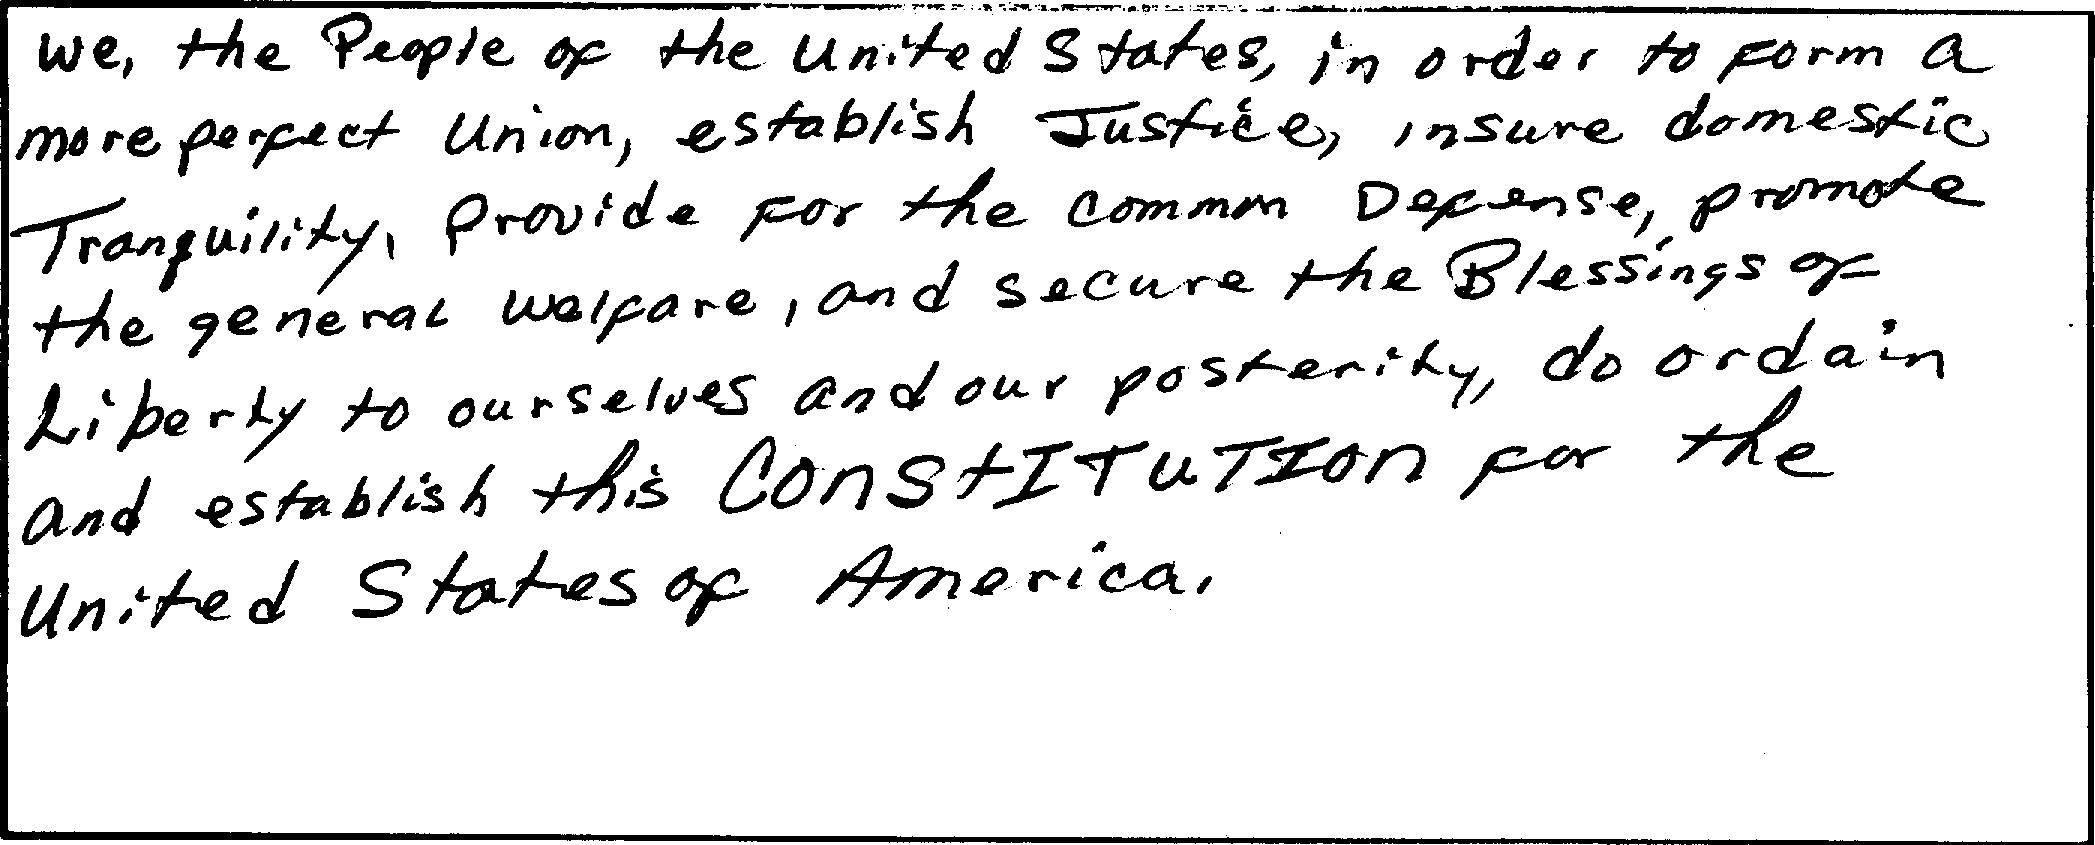 We, the People of the United States, in order to form a
more perfect Union, establish Justice, insure domestic
Tranquility, Provide for the common Defense, promote
the general welfare, and secure the Blessings of
Liberty to ourselves and our posterity, do ordain
and establish this CONSTITUTION for the
United States of America.